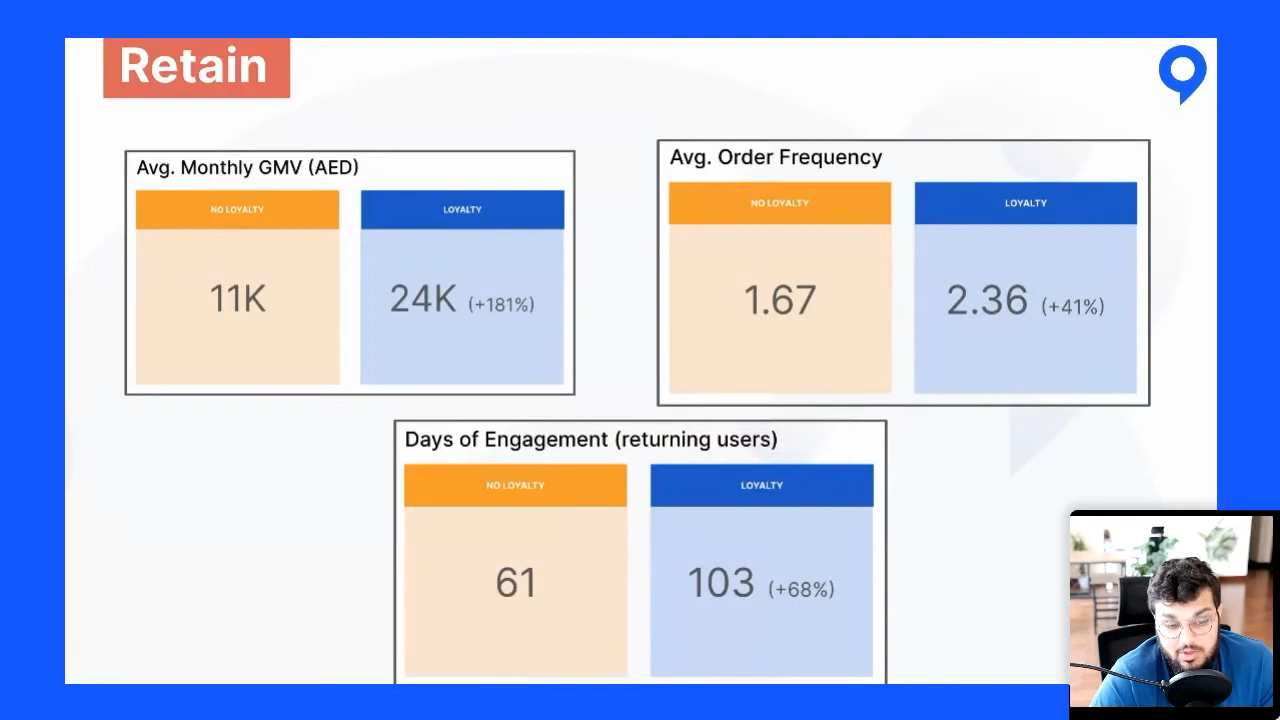 Retain
Avg. Monthly GMV (AED)
NO LOYALTY
LOYALTY
11K
24K (+181%)
Avg. Order Frequency
NO LOYALTY
LOYALTY
1.67
2.36 (+41%)
Days of Engagement (returning users)
NO LOYALTY
LOYALTY
61
103 (+68%)